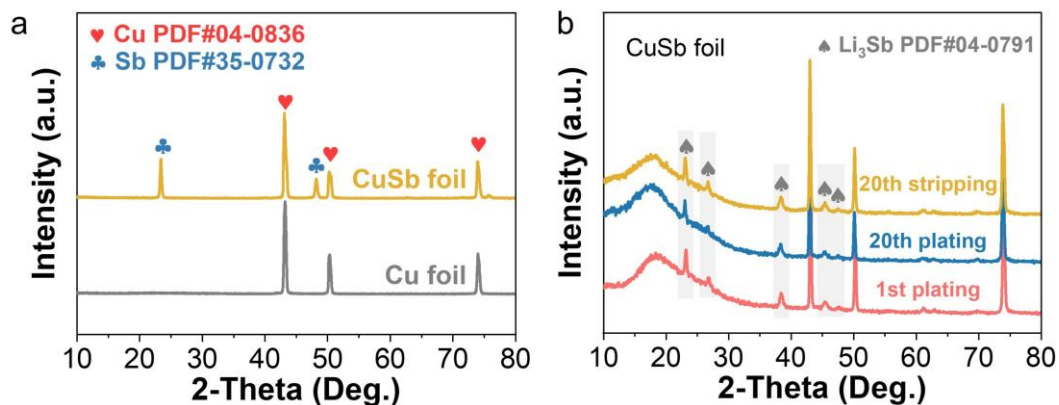 a
♥ Cu PDF#04-0836
♣ Sb PDF#35-0732
CuSb foil
Cu foil
Intensity (a.u.)
10 20 30 40 50 60 70 80
2-Theta (Deg.)
b
CuSb foil
♠ Li₃Sb PDF#04-0791
20th stripping
20th plating
1st plating
Intensity (a.u.)
10 20 30 40 50 60 70 80
2-Theta (Deg.)